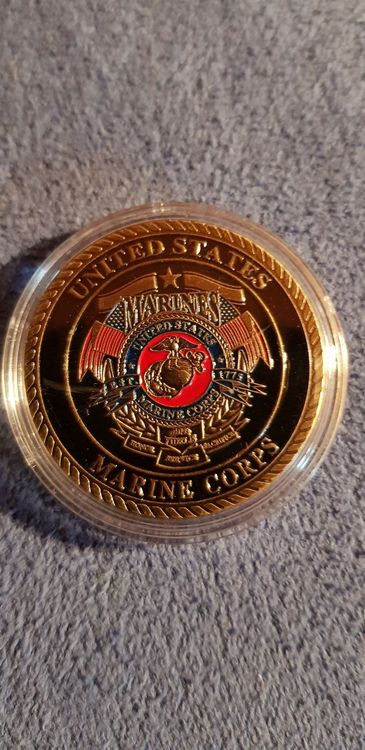 UNITED STATES
MARINES
UNITED STATES
EST. 1775
MARINE CORPS
MARINE CORPS